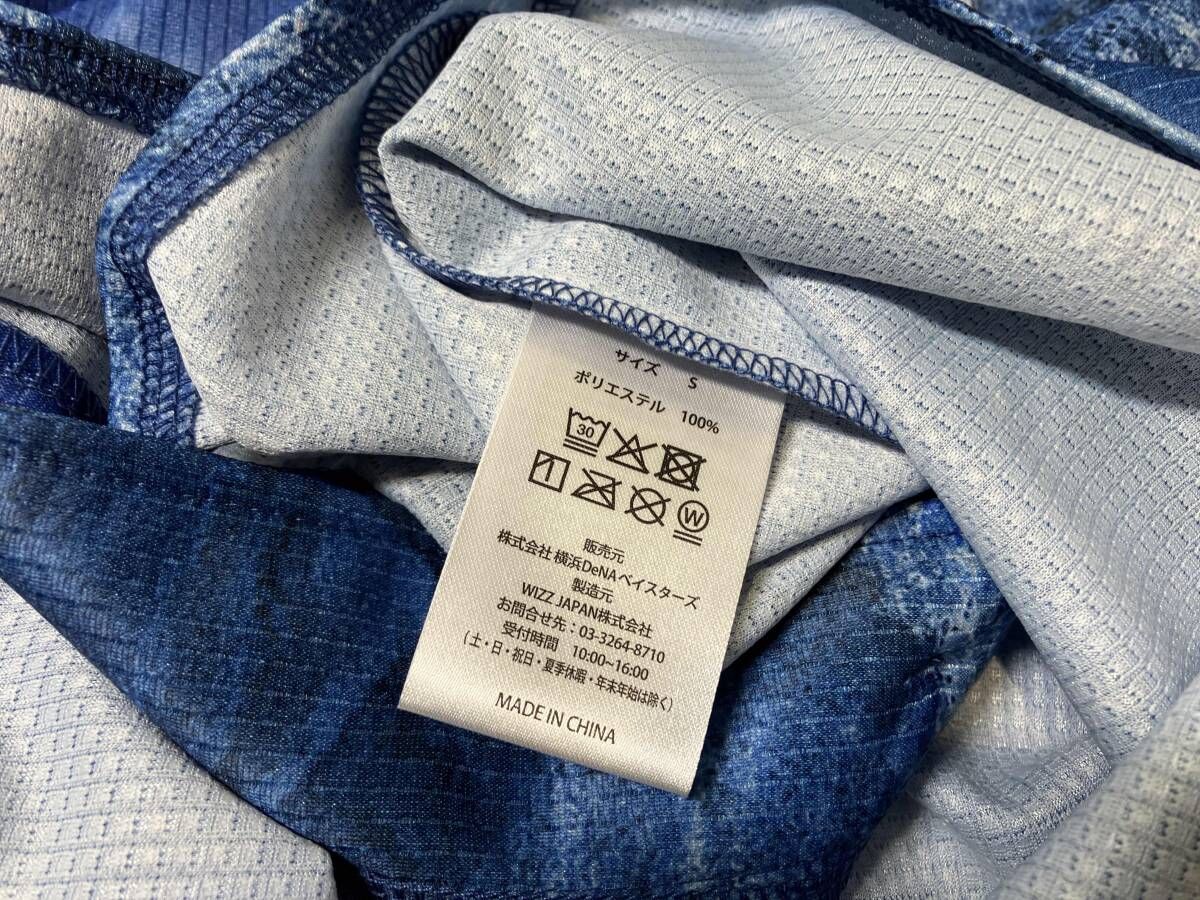 サイズ S
ポリエステル 100%
30
W
販売元
株式会社 横浜DeNAベイスターズ
製造元
WIZZ JAPAN株式会社
お問合せ先：03-3264-8710
受付時間 10:00~16:00
（土・日・祝日・夏季休暇・年末年始は除く）
MADE IN CHINA